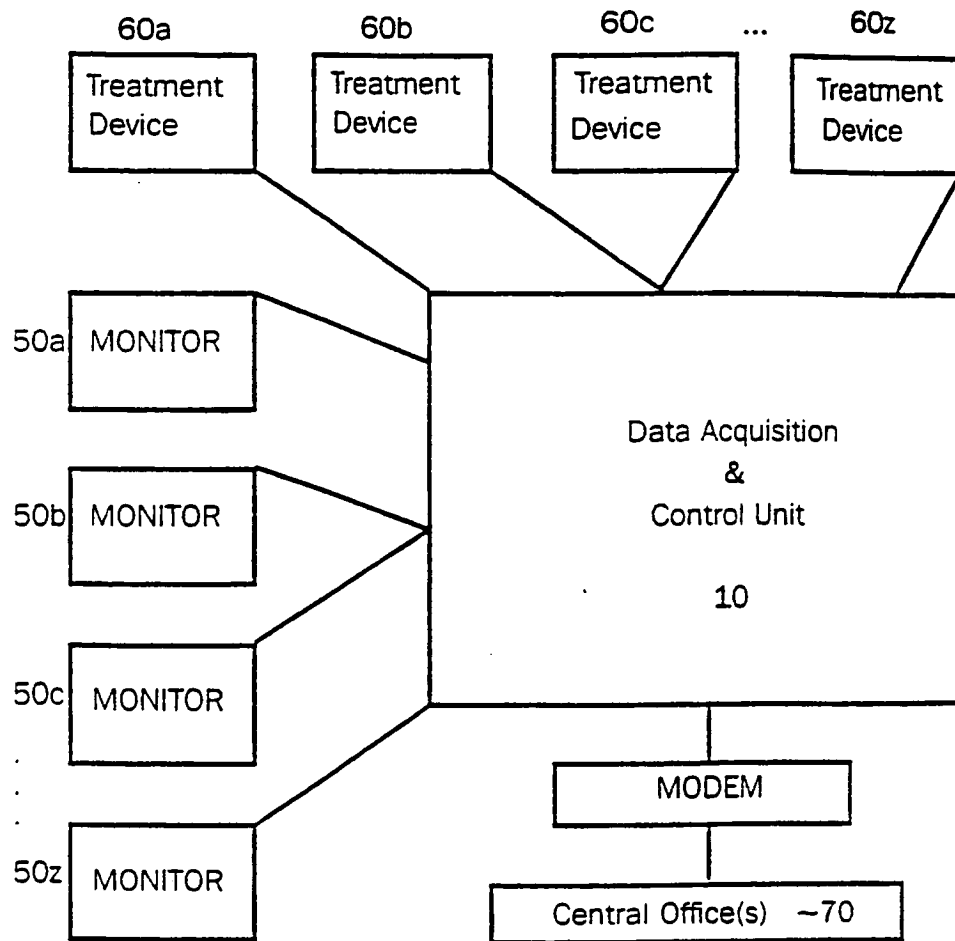 60a 60b 60c ... 60z
Treatment Device
Treatment Device
Treatment Device
Treatment Device
50a MONITOR
50b MONITOR
50c MONITOR
50z MONITOR
Data Acquisition
&
Control Unit
10
MODEM
Central Office(s) ~70